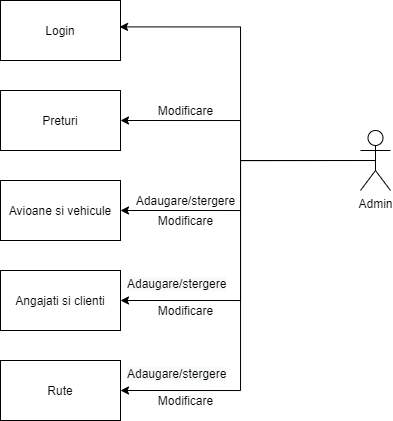 Login
Modificare
Preturi
Admin
Adaugare/stergere
Avioane si vehicule
Modificare
Adaugare/stergere
Angajati si clienti
Modificare
Adaugare/stergere
Rute
Modificare